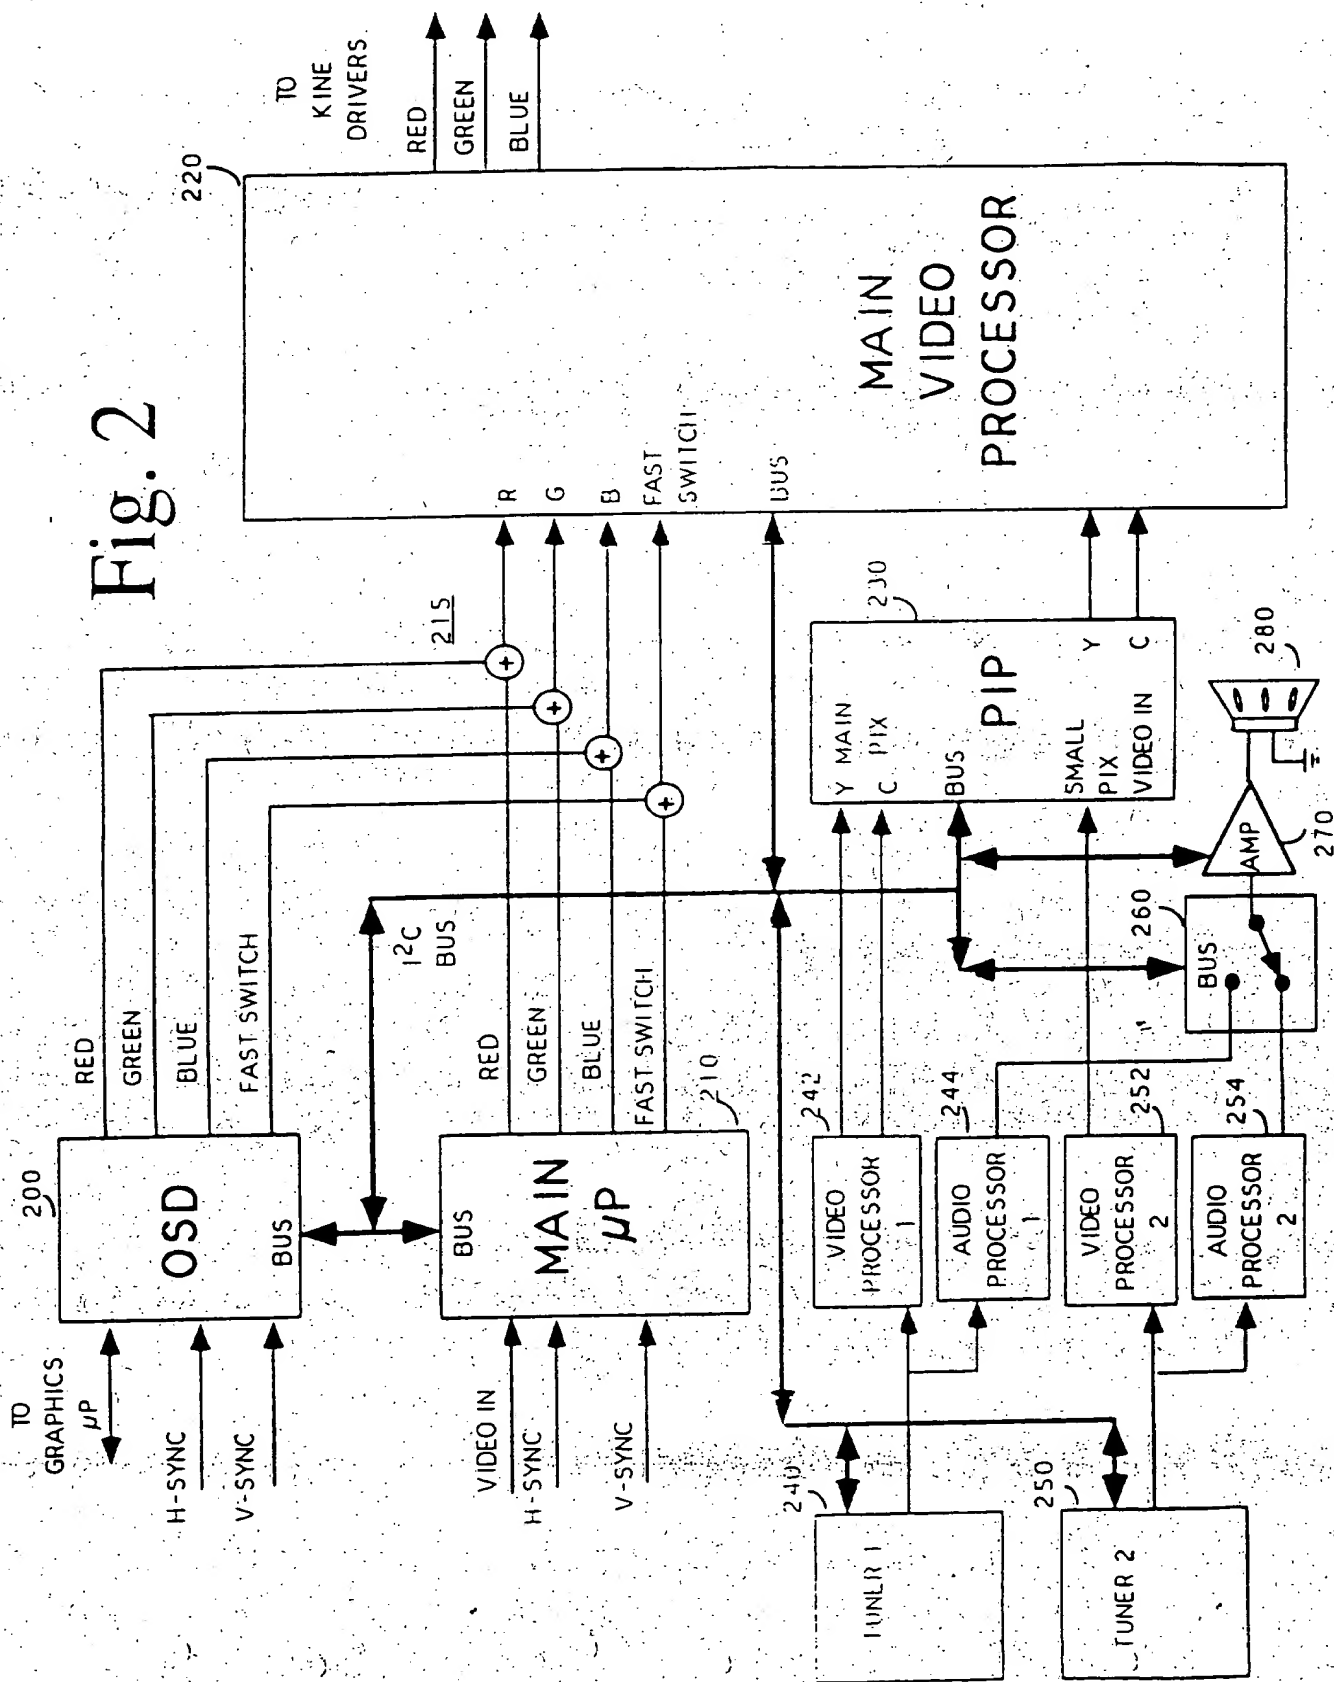 Fig. 2
TO
GRAPHICS
µP
H-SYNC
V-SYNC
200
OSD
BUS
RED
GREEN
BLUE
FAST SWITCH
VIDEO IN
H-SYNC
V-SYNC
BUS
MAIN
µP
210
RED
GREEN
BLUE
FAST SWITCH
I²C
BUS
215
220
R
G
B
FAST
SWITCH
BUS
MAIN
VIDEO
PROCESSOR
TO
KINE
DRIVERS
RED
GREEN
BLUE
240
TUNER 1
250
TUNER 2
242
VIDEO
PROCESSOR
1
244
AUDIO
PROCESSOR
1
252
VIDEO
PROCESSOR
2
254
AUDIO
PROCESSOR
2
230
Y MAIN
C PIX
BUS
PIP
SMALL
PIX
VIDEO IN
Y
C
260
BUS
AMP
270
280